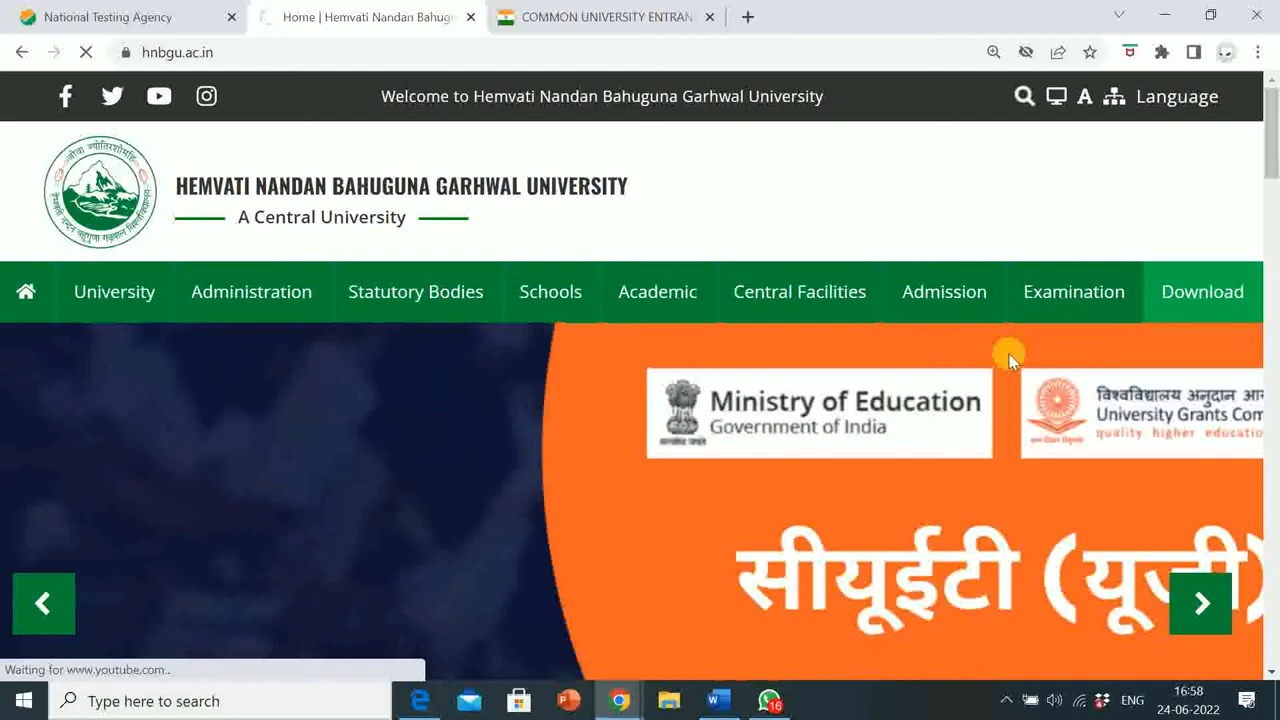 National Testing Agency
Home | Hemvati Nandan Bahug
COMMON UNIVERSITY ENTRAN
hnbgu.ac.in
Welcome to Hemvati Nandan Bahuguna Garhwal University
A
Language
HEMVATI NANDAN BAHUGUNA GARHWAL UNIVERSITY
A Central University
University
Administration
Statutory Bodies
Schools
Academic
Central Facilities
Admission
Examination
Download
Ministry of Education
Government of India
विश्वविद्यालय अनुदान आ
University Grants Com
quality higher educatio
सीयूईटी (यूजी)
Waiting for www.youtube.com..
Type here to search
16
ENG
16:58
24-06-2022